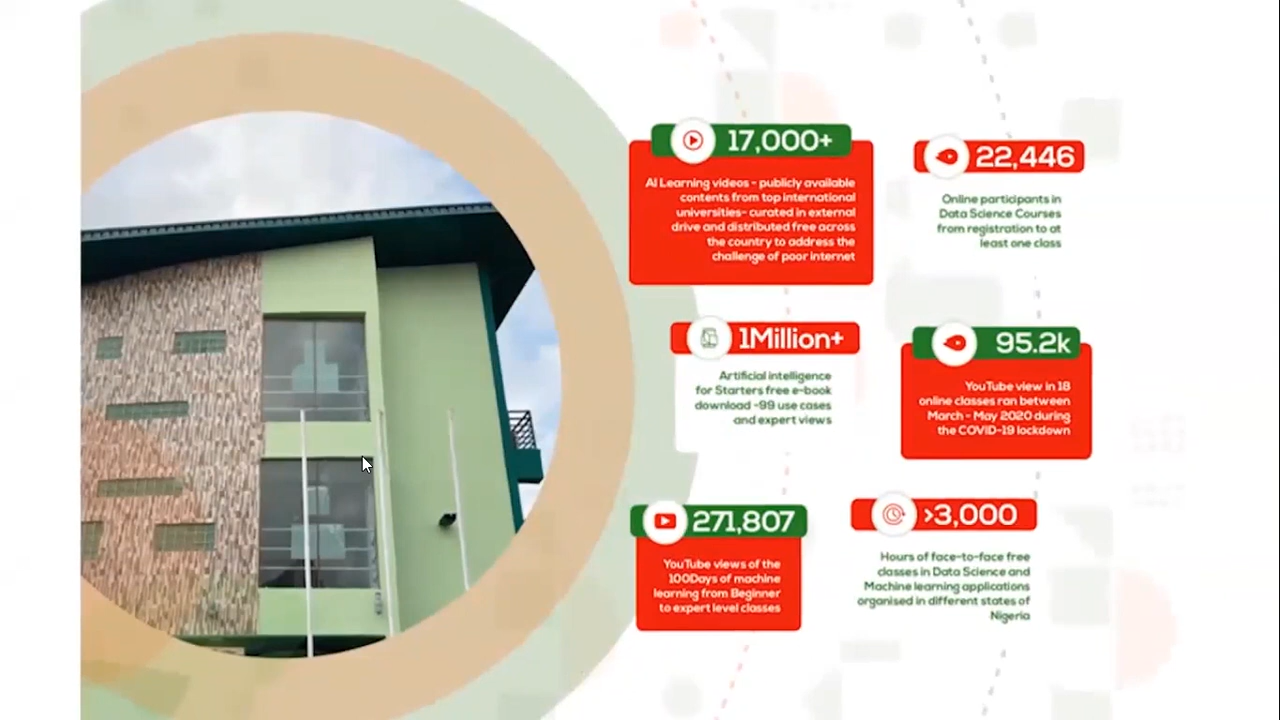 17,000+
AI Learning videos - publicly available
contents from top international
universities- curated in external
drive and distributed free across
the country to address the
challenge of poor internet
22,446
Online participants in
Data Science Courses
from registration to at
least one class
1Million+
Artificial intelligence
for Starters free e-book
download -99 use cases
and expert views
95.2k
YouTube view in 18
online classes ran between
March - May 2020 during
the COVID-19 lockdown
271,807
YouTube views of the
100Days of machine
learning from Beginner
to expert level classes
>3,000
Hours of face-to-face free
classes in Data Science and
Machine learning applications
organised in different states of
Nigeria